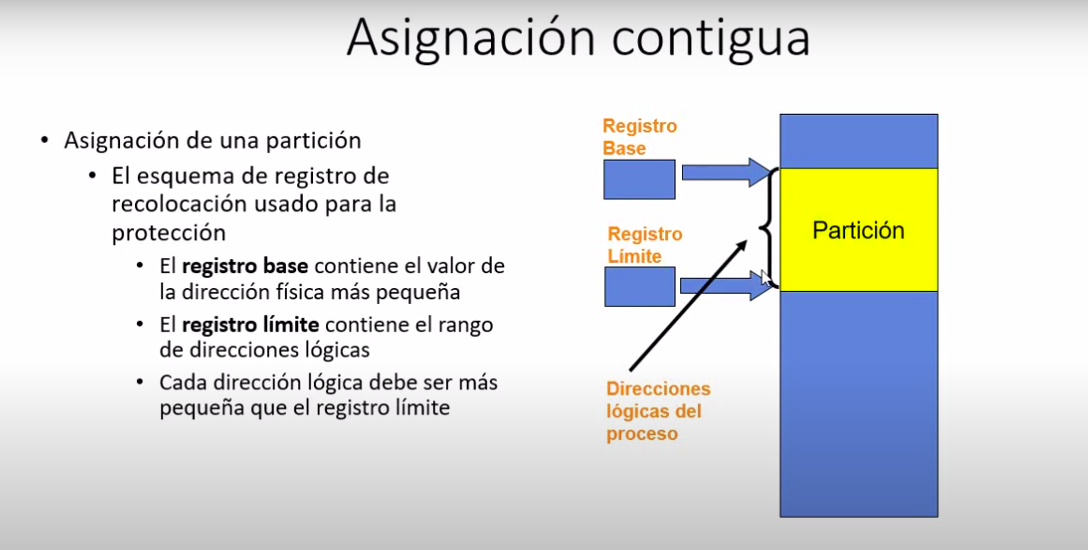 Asignación contigua
• Asignación de una partición
• El esquema de registro de
recolocación usado para la
protección
• El registro base contiene el valor de
la dirección física más pequeña
• El registro límite contiene el rango
de direcciones lógicas
• Cada dirección lógica debe ser más
pequeña que el registro límite
Registro
Base
Registro
Límite
Direcciones
lógicas del
proceso
Partición